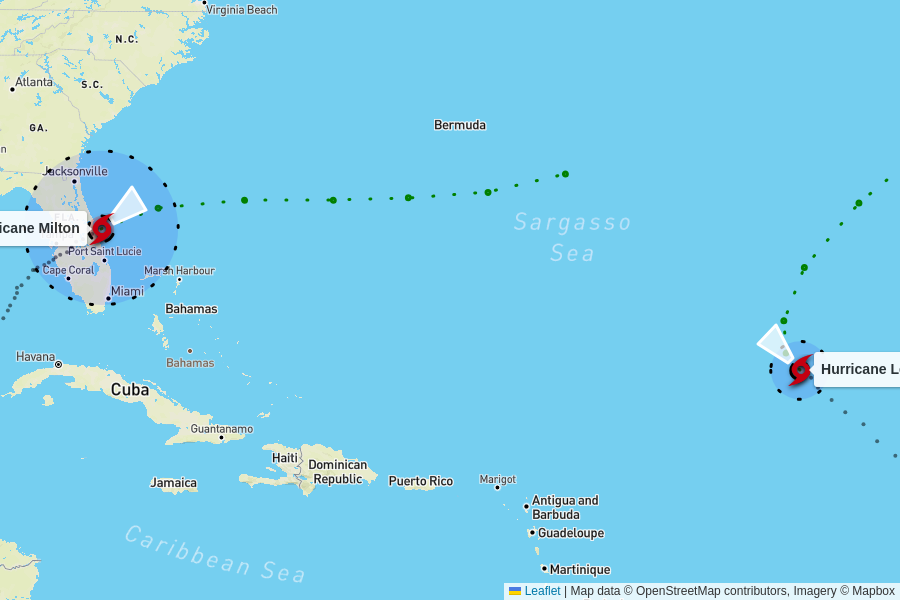 Virginia Beach
N.C.
Atlanta
S.C.
Bermuda
GA.
n
Jacksonville
Sargasso
Sea
icane Milton
Port Saint Lucie
Cape Coral
Marsh Harbour
Miami
Bahamas
Havana
Bahamas
Hurricane L
Cuba
Guantanamo
Haiti
Dominican
Republic
Jamaica
Puerto Rico
Marigot
Antigua and
Barbuda
Guadeloupe
Caribbean Sea
Martinique
Leaflet | Map data © OpenStreetMap contributors, Imagery © Mapbox